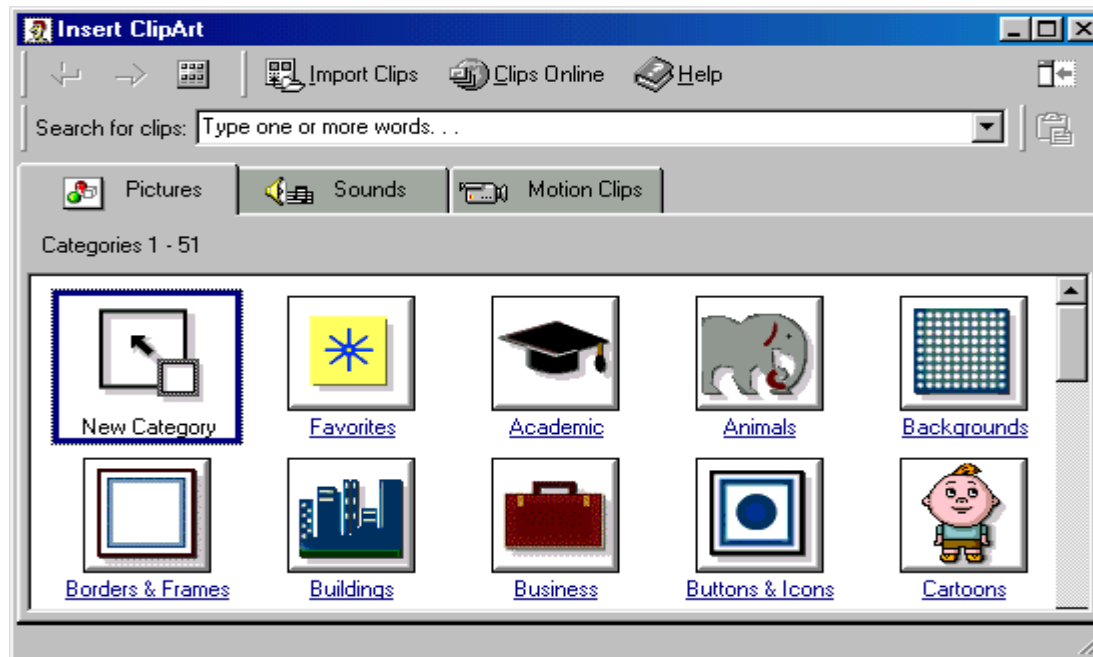 Insert ClipArt
Import Clips Clips Online Help
Search for clips: Type one or more words. . .
Pictures Sounds Motion Clips
Categories 1 - 51
New Category Favorites Academic Animals Backgrounds
Borders & Frames Buildings Business Buttons & Icons Cartoons